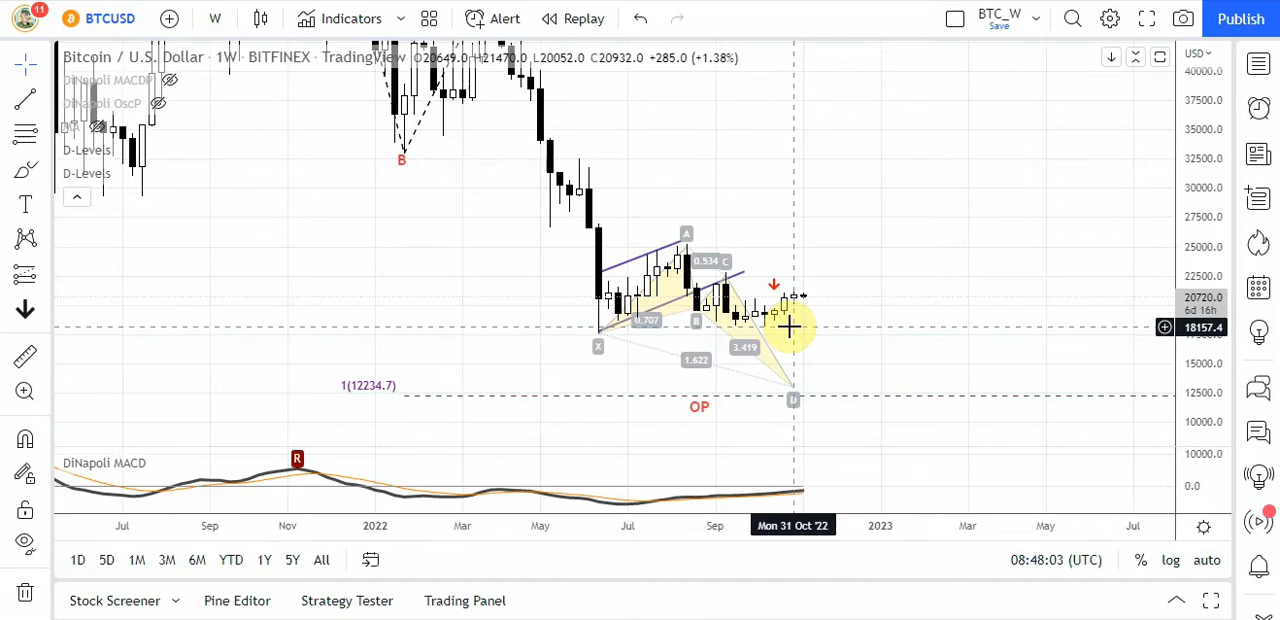 11
BTCUSD W Indicators Alert Replay BTC_W Save Publish
Bitcoin / U.S. Dollar · 1W · BITFINEX · TradingView O20649.0 H21470.0 L20052.0 C20932.0 +285.0 (+1.38%)
USD
DiNapoli MACDP
DiNapoli OscP
MA
D-Levels
D-Levels
40000.0
37500.0
35000.0
32500.0
30000.0
27500.0
25000.0
22500.0
20720.0
6d 16h
18157.4
15000.0
12500.0
10000.0
B
A
0.534 C
0.707
B
X
3.419
1.622
1(12234.7)
D
OP
DiNapoli MACD
R
10000.0
0.0
Jul Sep Nov 2022 Mar May Jul Sep Mon 31 Oct '22 2023 Mar May Jul
1D 5D 1M 3M 6M YTD 1Y 5Y All 08:48:03 (UTC) % log auto
Stock Screener Pine Editor Strategy Tester Trading Panel